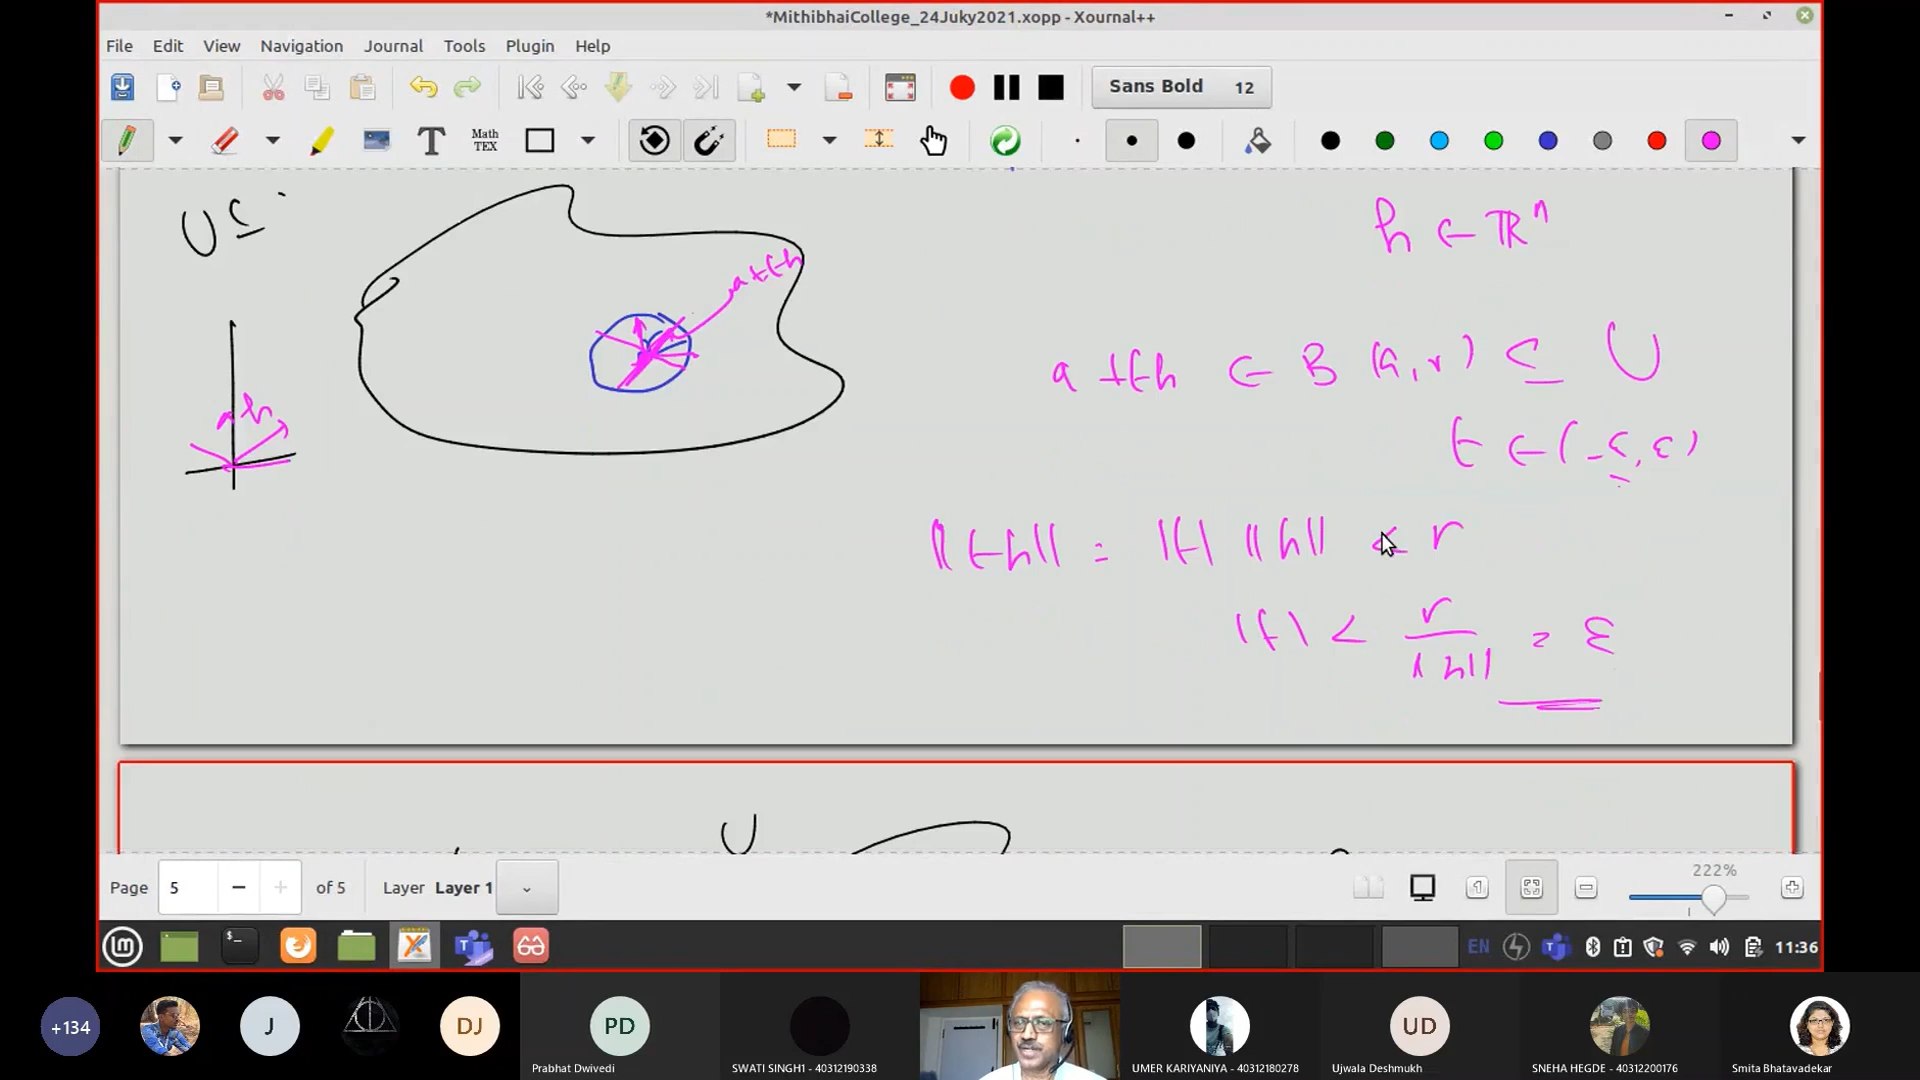 *MithibhaiCollege_24Juky2021.xopp - Xournal++
File Edit View Navigation Journal Tools Plugin Help
Sans Bold 12
Math TEX
U ⊆
h ∈ ℝⁿ
a+th
a+th ∈ B(a,r) ⊆ U
t ∈ (-ε, ε)
h
||th|| = |t| ||h|| < r
|t| < r/||h|| = ε
U
Page 5 of 5 Layer Layer 1 222%
EN 11:36
+134 J DJ PD UD
Prabhat Dwivedi SWATI SINGH1 - 40312190338 UMER KARIYANIYA - 40312180278 Ujwala Deshmukh SNEHA HEGDE - 40312200176 Smita Bhatavadekar